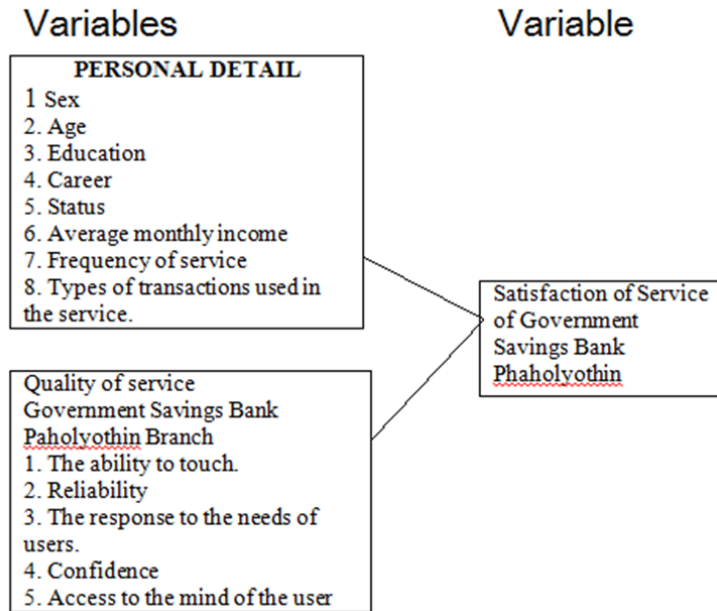 Variables
PERSONAL DETAIL
1 Sex
2. Age
3. Education
4. Career
5. Status
6. Average monthly income
7. Frequency of service
8. Types of transactions used in
the service.
Quality of service
Government Savings Bank
Paholyothin Branch
1. The ability to touch.
2. Reliability
3. The response to the needs of
users.
4. Confidence
5. Access to the mind of the user
Variable
Satisfaction of Service
of Government
Savings Bank
Phaholyothin